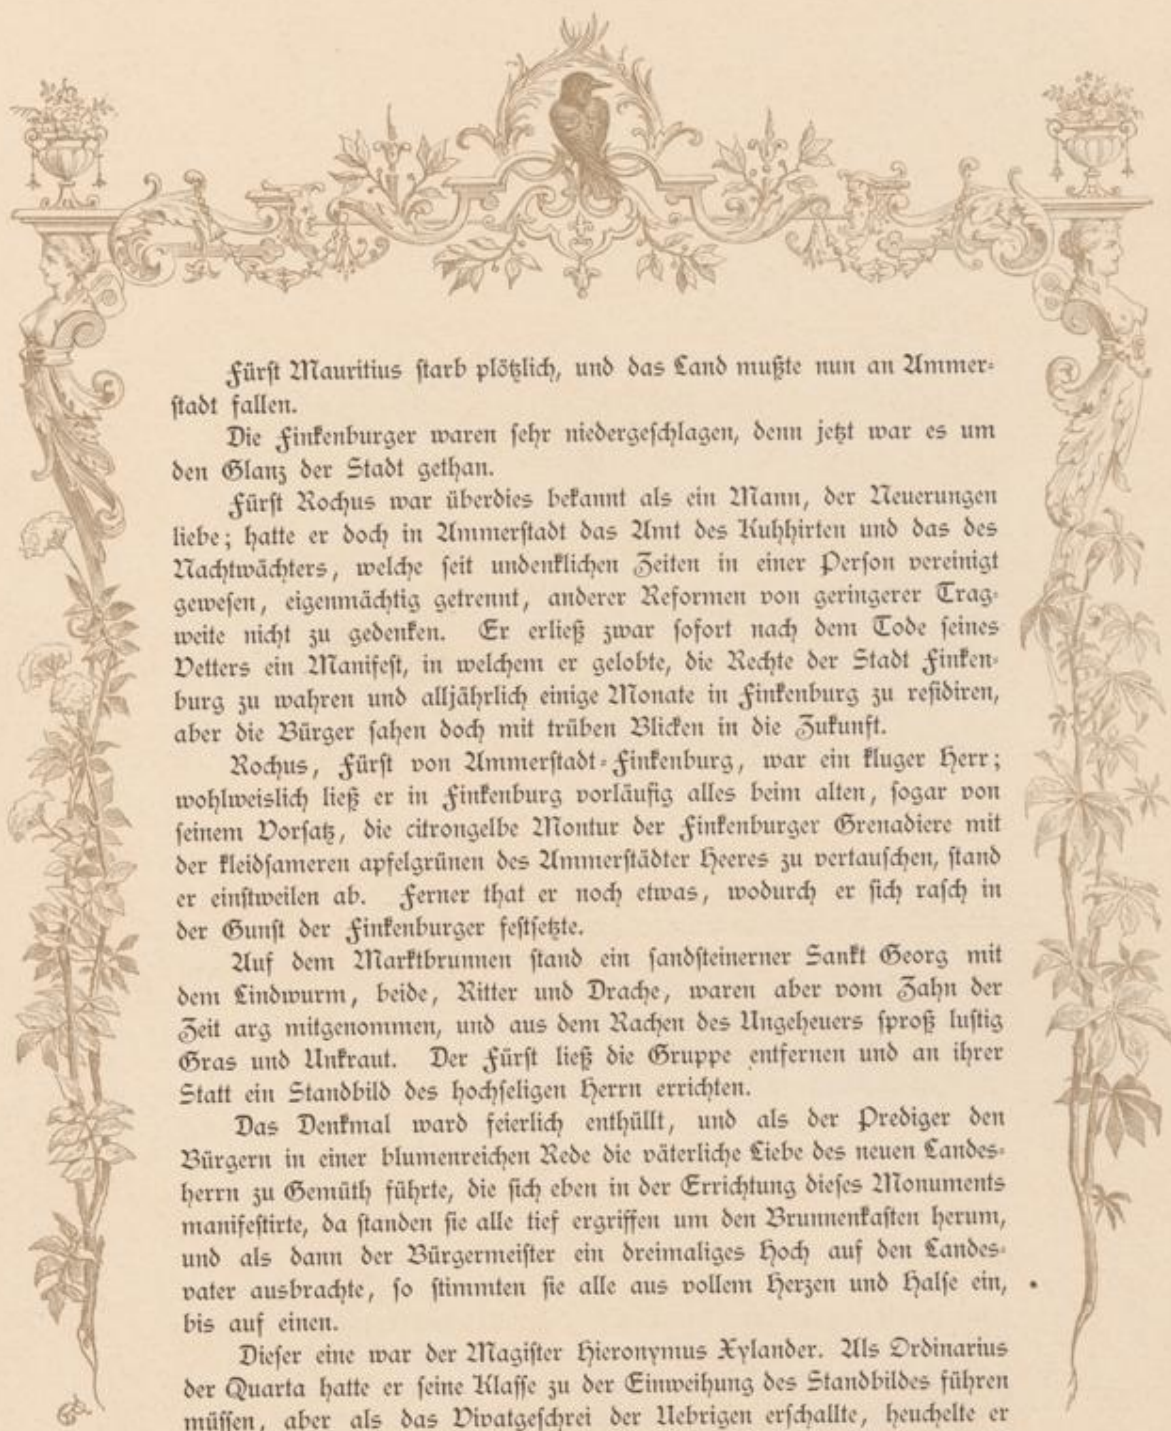 Fürst Mauritius starb plötzlich, und das Land mußte nun an Ammer-
stadt fallen.
Die Finkenburger waren sehr niedergeschlagen, denn jetzt war es um
den Glanz der Stadt gethan.
Fürst Rochus war überdies bekannt als ein Mann, der Neuerungen
liebe; hatte er doch in Ammerstadt das Amt des Kuhhirten und das des
Nachtwächters, welche seit undenklichen Zeiten in einer Person vereinigt
gewesen, eigenmächtig getrennt, anderer Reformen von geringerer Trag-
weite nicht zu gedenken. Er erließ zwar sofort nach dem Tode seines
Vetters ein Manifest, in welchem er gelobte, die Rechte der Stadt Finken-
burg zu wahren und alljährlich einige Monate in Finkenburg zu residiren,
aber die Bürger sahen doch mit trüben Blicken in die Zukunft.
Rochus, Fürst von Ammerstadt-Finkenburg, war ein kluger Herr;
wohlweislich ließ er in Finkenburg vorläufig alles beim alten, sogar von
seinem Vorsatz, die citrongelbe Montur der Finkenburger Grenadiere mit
der kleidsameren apfelgrünen des Ammerstädter Heeres zu vertauschen, stand
er einstweilen ab. Ferner that er noch etwas, wodurch er sich rasch in
der Gunst der Finkenburger festsetzte.
Auf dem Marktbrunnen stand ein sandsteinerner Sankt Georg mit
dem Lindwurm, beide, Ritter und Drache, waren aber vom Zahn der
Zeit arg mitgenommen, und aus dem Rachen des Ungeheuers sproß lustig
Gras und Unkraut. Der Fürst ließ die Gruppe entfernen und an ihrer
Statt ein Standbild des hochseligen Herrn errichten.
Das Denkmal ward feierlich enthüllt, und als der Prediger den
Bürgern in einer blumenreichen Rede die väterliche Liebe des neuen Landes-
herrn zu Gemüth führte, die sich eben in der Errichtung dieses Monuments
manifestirte, da standen sie alle tief ergriffen um den Brunnenkasten herum,
und als dann der Bürgermeister ein dreimaliges Hoch auf den Landes-
vater ausbrachte, so stimmten sie alle aus vollem Herzen und Halse ein,
bis auf einen.
Dieser eine war der Magister Hieronymus Xylander. Als Ordinarius
der Quarta hatte er seine Klasse zu der Einweihung des Standbildes führen
müssen, aber als das Vivatgeschrei der Uebrigen erschallte, heuchelte er